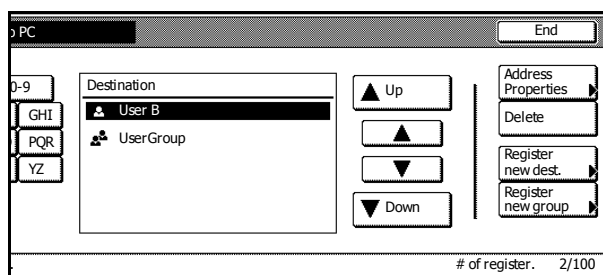 o PC
End
0-9
GHI
PQR
YZ
Destination
User B
UserGroup
Up
Down
Address
Properties
Delete
Register
new dest.
Register
new group
# of register. 2/100